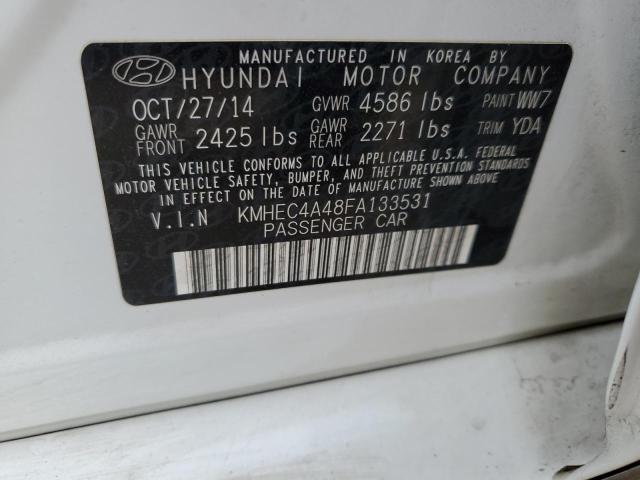 MANUFACTURED IN KOREA BY
HYUNDAI MOTOR COMPANY
OCT/27/14 GVWR 4586 lbs PAINT WW7
GAWR FRONT 2425 lbs GAWR REAR 2271 lbs TRIM YDA
THIS VEHICLE CONFORMS TO ALL APPLICABLE U.S.A. FEDERAL
MOTOR VEHICLE SAFETY, BUMPER, AND THEFT PREVENTION STANDARDS
IN EFFECT ON THE DATE OF MANUFACTURE SHOWN ABOVE.
V.I.N KMHEC4A48FA133531
PASSENGER CAR